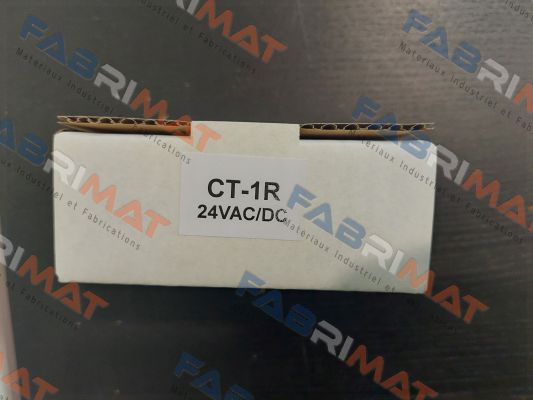 CT-1R
24VAC/DC
FABRIMAT
Materiaux Industriel et Fabrications